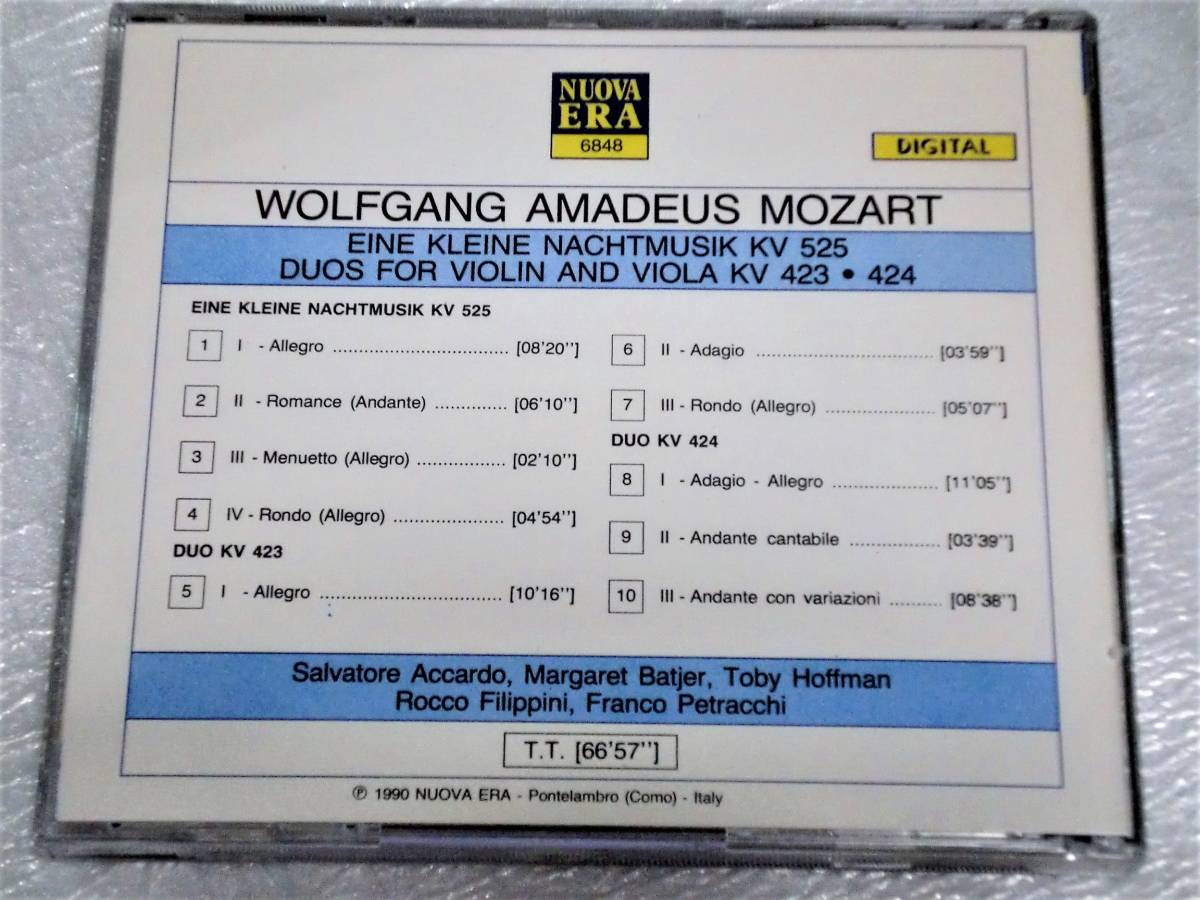 NUOVA
ERA
6848
DIGITAL
WOLFGANG AMADEUS MOZART
EINE KLEINE NACHTMUSIK KV 525
DUOS FOR VIOLIN AND VIOLA KV 423 • 424
EINE KLEINE NACHTMUSIK KV 525
1 I - Allegro .................................. [08'20'']
2 II - Romance (Andante) .............. [06'10'']
3 III - Menuetto (Allegro) ................. [02'10'']
4 IV - Rondo (Allegro) ..................... [04'54'']
DUO KV 423
5 I - Allegro ................................... [10'16'']
6 II - Adagio .................................. [03'59'']
7 III - Rondo (Allegro) ..................... [05'07'']
DUO KV 424
8 I - Adagio - Allegro .................... [11'05'']
9 II - Andante cantabile ................. [03'39'']
10 III - Andante con variazioni .......... [08'38'']
Salvatore Accardo, Margaret Batjer, Toby Hoffman
Rocco Filippini, Franco Petracchi
T.T. [66'57'']
℗ 1990 NUOVA ERA - Pontelambro (Como) - Italy